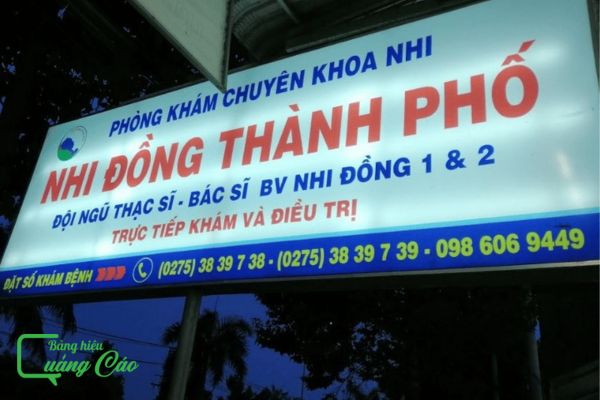 PHÒNG KHÁM CHUYÊN KHOA NHI
NHI ĐỒNG THÀNH PHỐ
ĐỘI NGŨ THẠC SĨ - BÁC SĨ BV NHI ĐỒNG 1 & 2
TRỰC TIẾP KHÁM VÀ ĐIỀU TRỊ
ĐẶT SỐ KHÁM BỆNH (0275) 38 39 7 38 - (0275) 38 39 7 39 - 098 606 9449
Bảng hiệu
Quảng Cáo